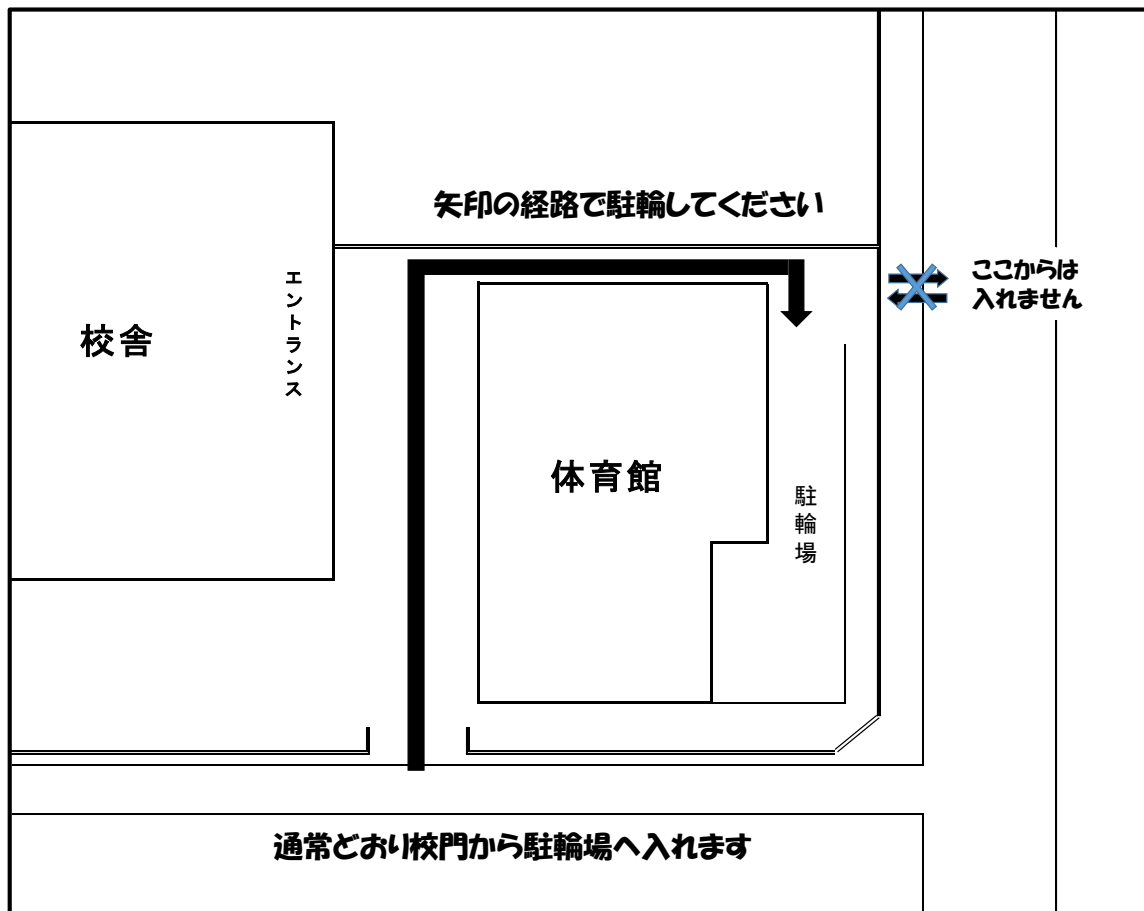 矢印の経路で駐輪してください
ここからは
入れません
エントランス
校舎
体育館
駐輪場
通常どおり校門から駐輪場へ入れます